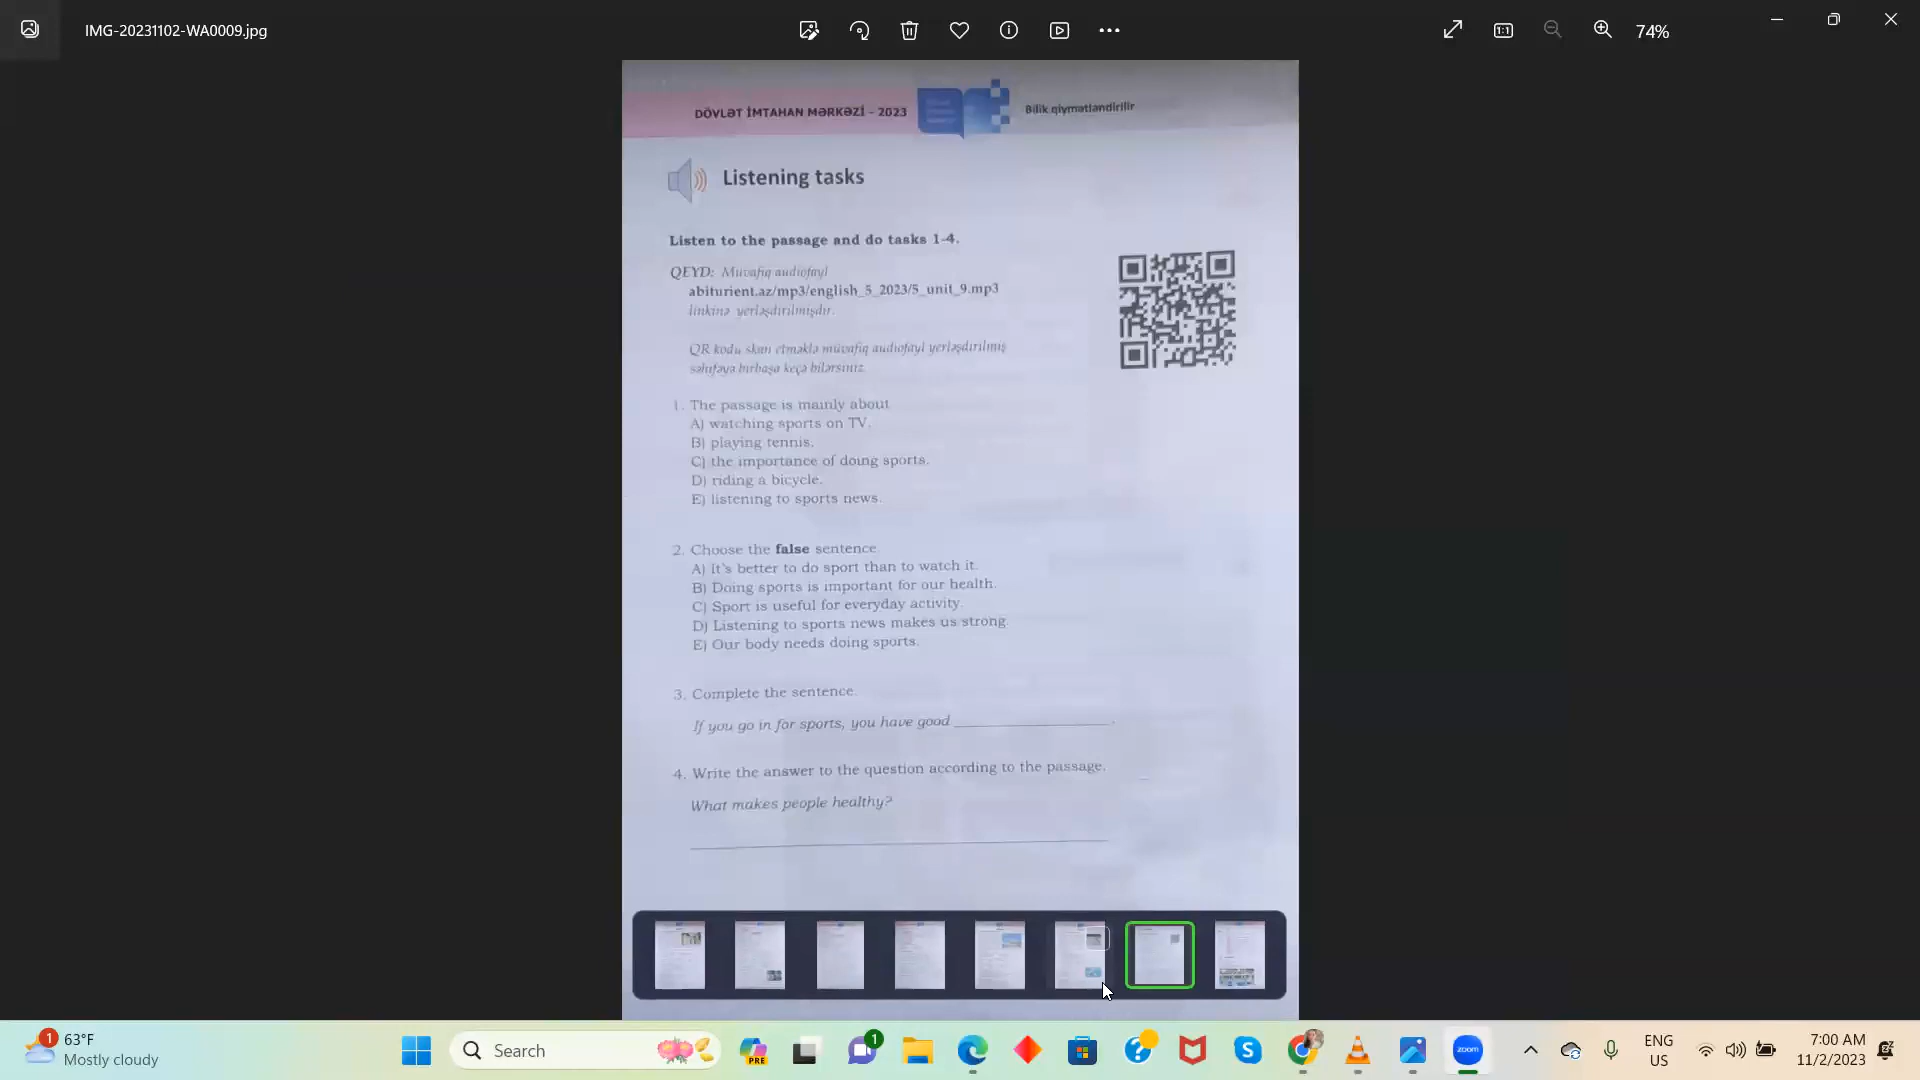 IMG-20231102-WA0009.jpg
74%
DÖVLƏT İMTAHAN MƏRKƏZİ - 2023
Bilik qiymətləndirilir
Listening tasks
Listen to the passage and do tasks 1-4.
QEYD: Müvafiq audiofayl
abiturient.az/mp3/english_5_2023/5_unit_9.mp3
linkinə yerləşdirilmişdir.
QR kodu skan etməklə müvafiq audiofayl yerləşdirilmiş
səhifəyə birbaşa keçə bilərsiniz.
1. The passage is mainly about
A) watching sports on TV.
B) playing tennis.
C) the importance of doing sports.
D) riding a bicycle.
E) listening to sports news.
2. Choose the false sentence.
A) It's better to do sport than to watch it.
B) Doing sports is important for our health.
C) Sport is useful for everyday activity.
D) Listening to sports news makes us strong.
E) Our body needs doing sports.
3. Complete the sentence.
If you go in for sports, you have good ____________.
4. Write the answer to the question according to the passage.
What makes people healthy?
1
63°F
Mostly cloudy
Search
PRE
1
zoom
ENG
US
7:00 AM
11/2/2023